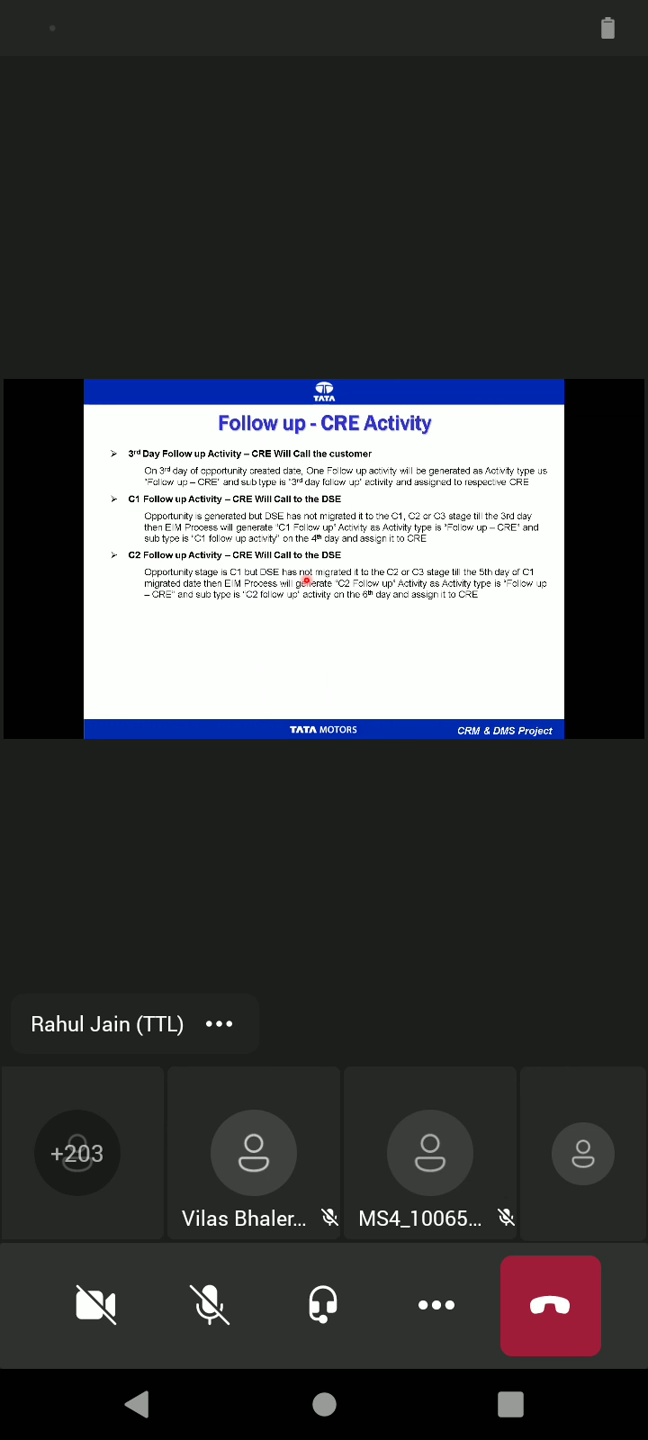 TATA
Follow up - CRE Activity
➢ 3rd Day Follow up Activity – CRE Will Call the customer
On 3rd day of opportunity created date, One Follow up activity will be generated as Activity type us
"Follow up – CRE" and sub type is "3rd day follow up" activity and assigned to respective CRE
➢ C1 Follow up Activity – CRE Will Call to the DSE
Opportunity is generated but DSE has not migrated it to the C1, C2 or C3 stage till the 3rd day
then EIM Process will generate "C1 Follow up" Activity as Activity type is "Follow up – CRE" and
sub type is "C1 follow up activity" on the 4th day and assign it to CRE
➢ C2 Follow up Activity – CRE Will Call to the DSE
Opportunity stage is C1 but DSE has not migrated it to the C2 or C3 stage till the 5th day of C1
migrated date then EIM Process will generate "C2 Follow up" Activity as Activity type is "Follow up
– CRE" and sub type is "C2 follow up" activity on the 6th day and assign it to CRE
TATA MOTORS
CRM & DMS Project
Rahul Jain (TTL)
+203
Vilas Bhaler...
MS4_10065...